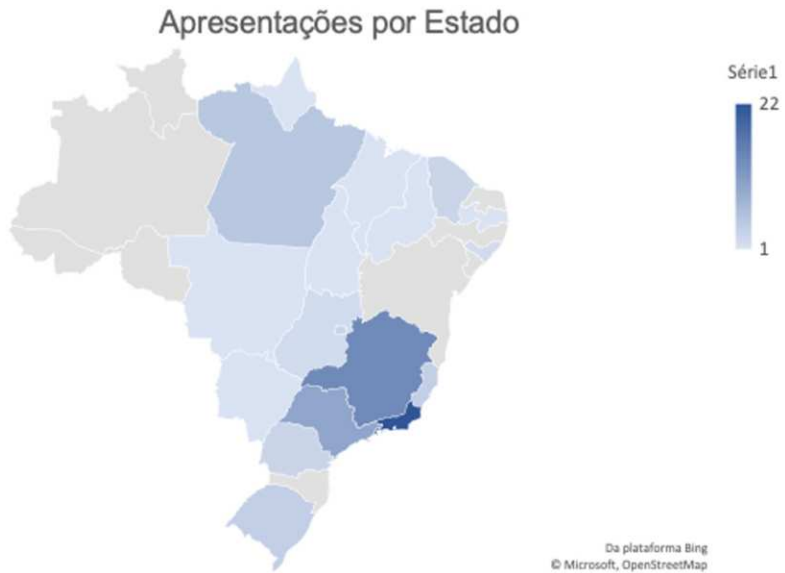 Apresentações por Estado
Série1
22
1
Da plataforma Bing
© Microsoft, OpenStreetMap